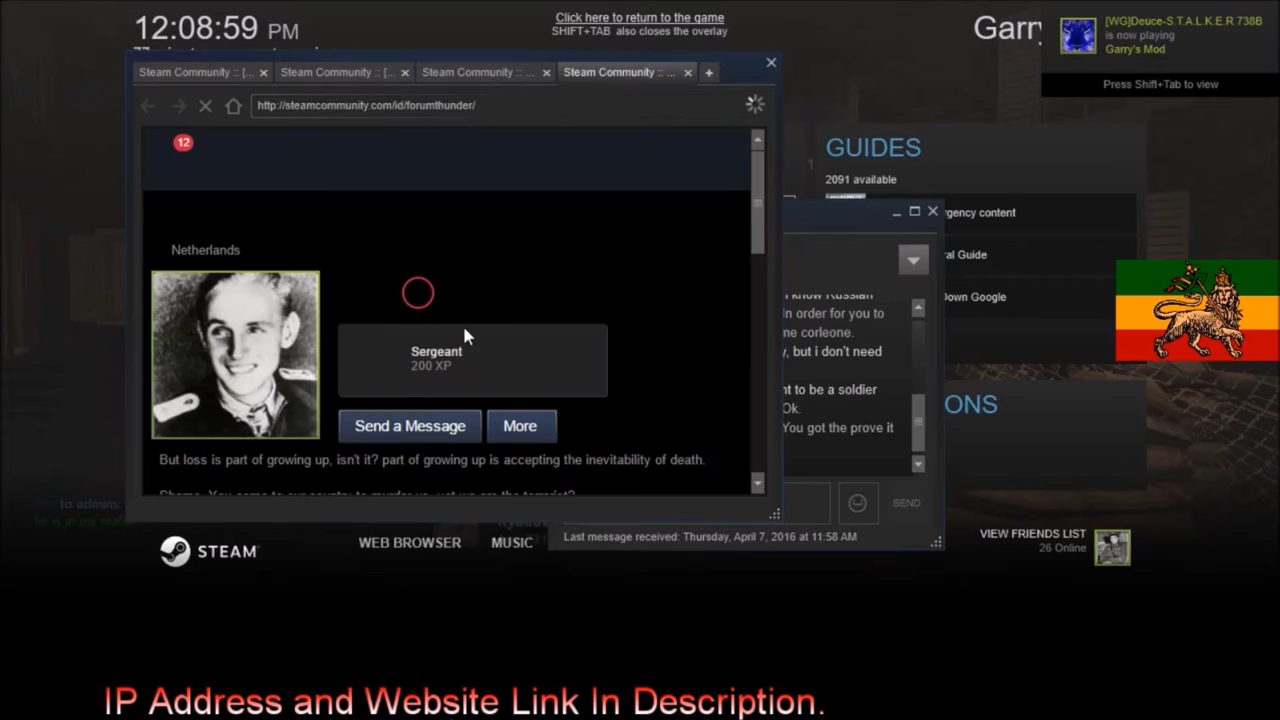 12:08:59 PM
Click here to return to the game
SHIFT+TAB also closes the overlay
[WG]Deuce-S.T.A.L.K.E.R 738B
is now playing
Garry's Mod
Press Shift+Tab to view
Steam Community :: [...
Steam Community :: [...
Steam Community :: ...
Steam Community :: ...
http://steamcommunity.com/id/forumthunder/
12
Netherlands
Sergeant
200 XP
Send a Message
More
But loss is part of growing up, isn't it? part of growing up is accepting the inevitability of death.
GUIDES
2091 available
rgency content
ral Guide
Down Google
ONS
I know Russian
In order for you to
me corleone.
, but i don't need
nt to be a soldier
Ok.
You got the prove it
SEND
Last message received: Thursday, April 7, 2016 at 11:58 AM
to admins:
STEAM
WEB BROWSER
MUSIC
VIEW FRIENDS LIST
26 Online
IP Address and Website Link In Description.